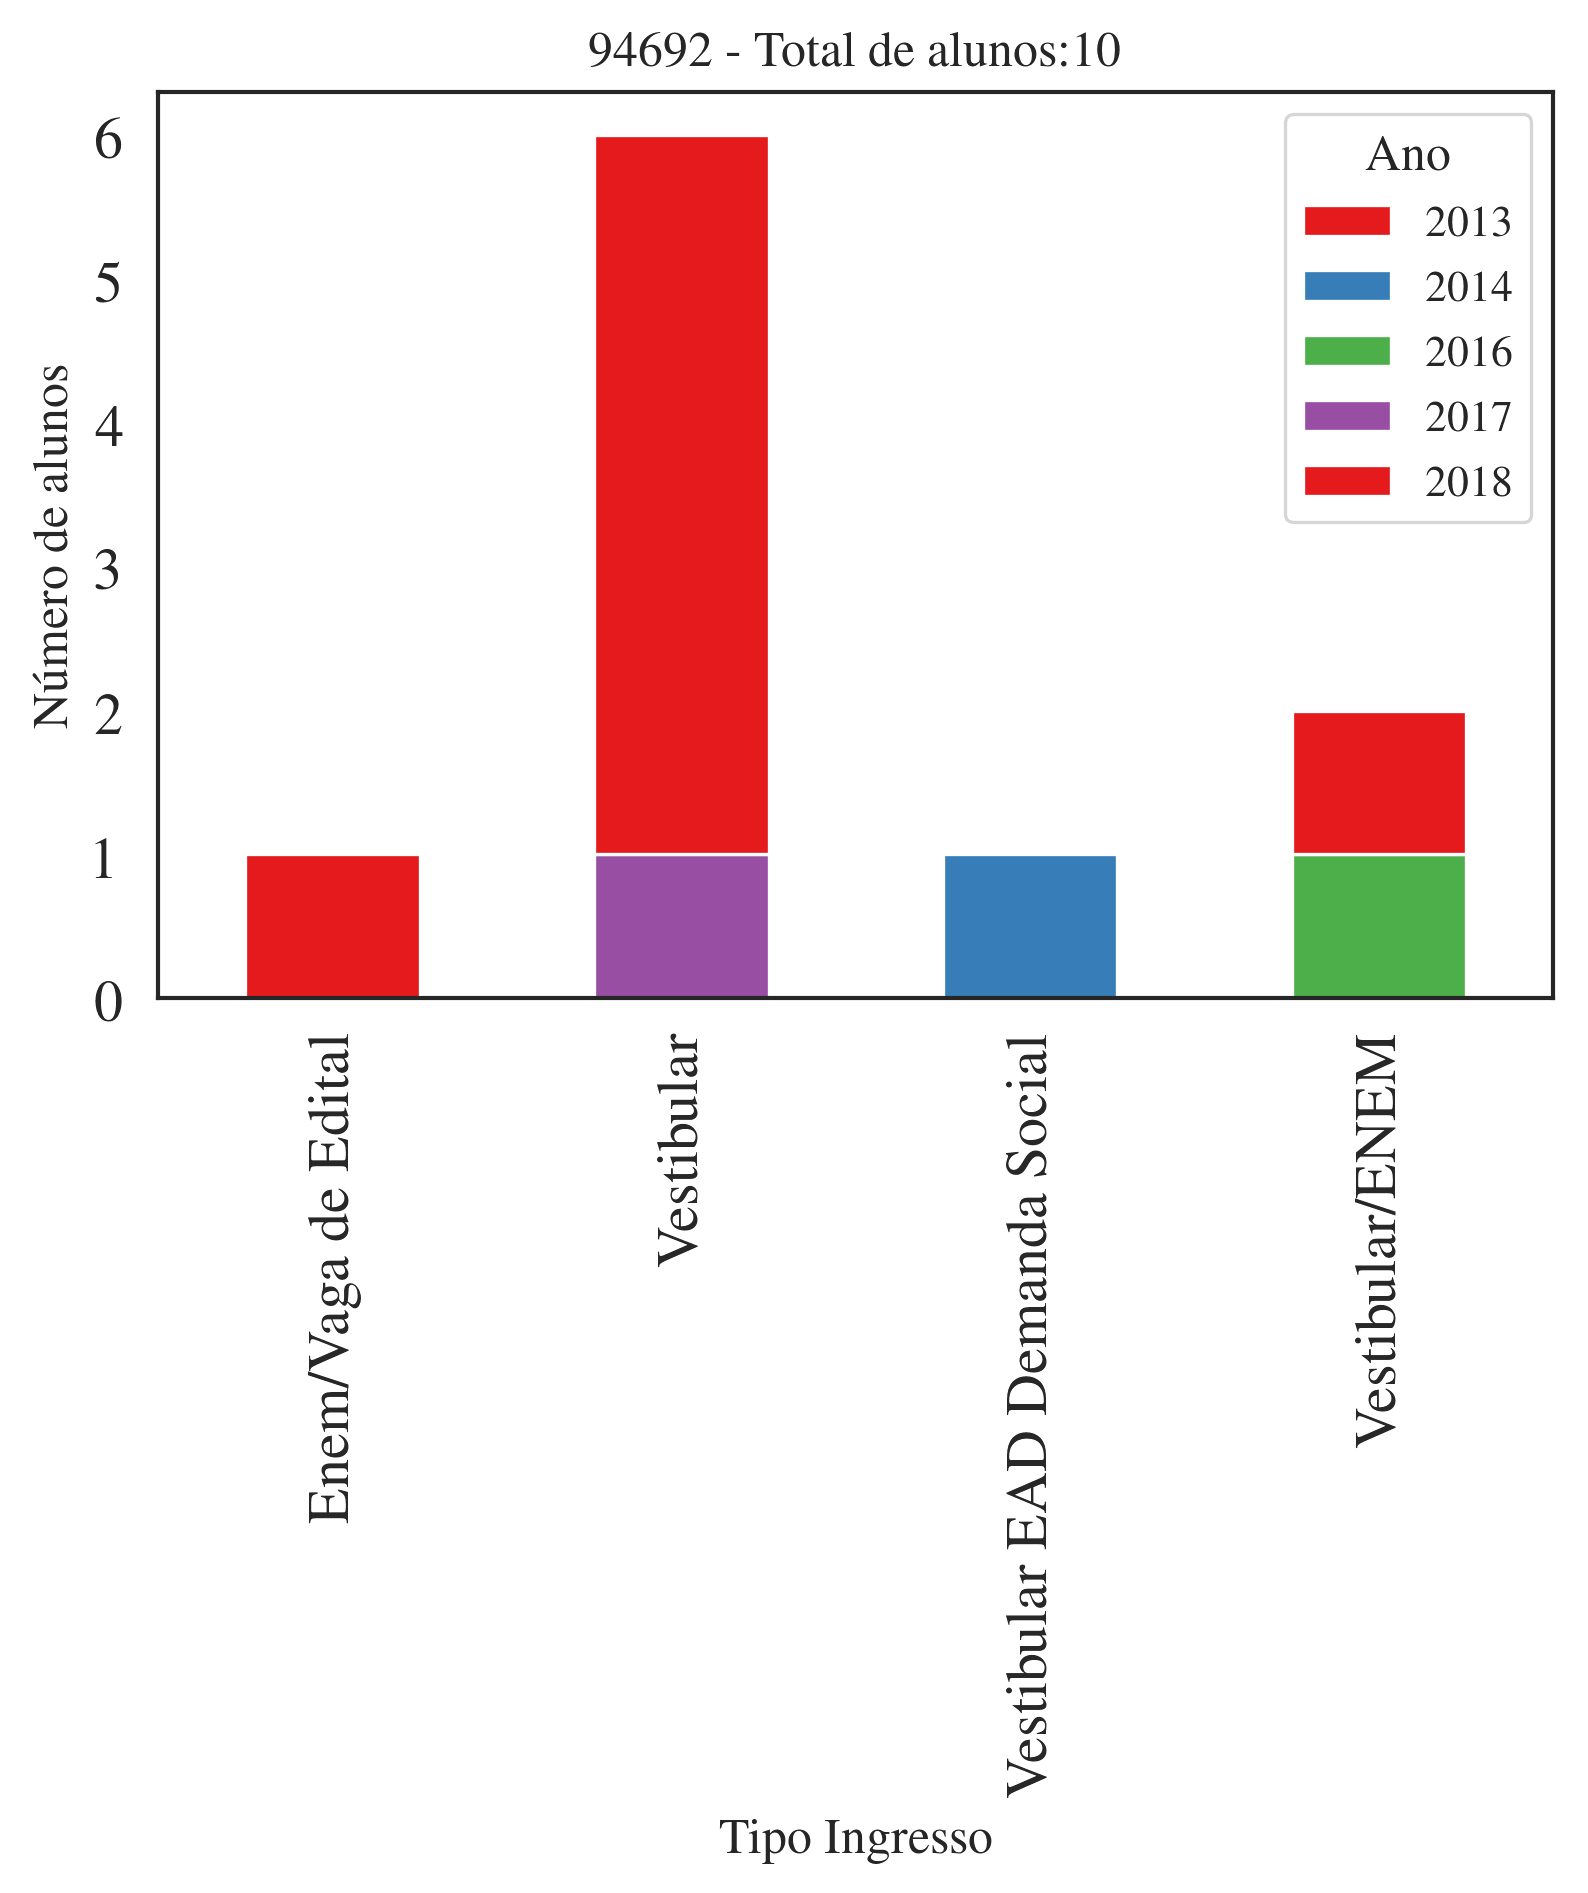 94692 - Total de alunos:10
Número de alunos
6
5
4
3
2
1
0
Ano
2013
2014
2016
2017
2018
Enem/Vaga de Edital
Vestibular
Vestibular EAD Demanda Social
Vestibular/ENEM
Tipo Ingresso